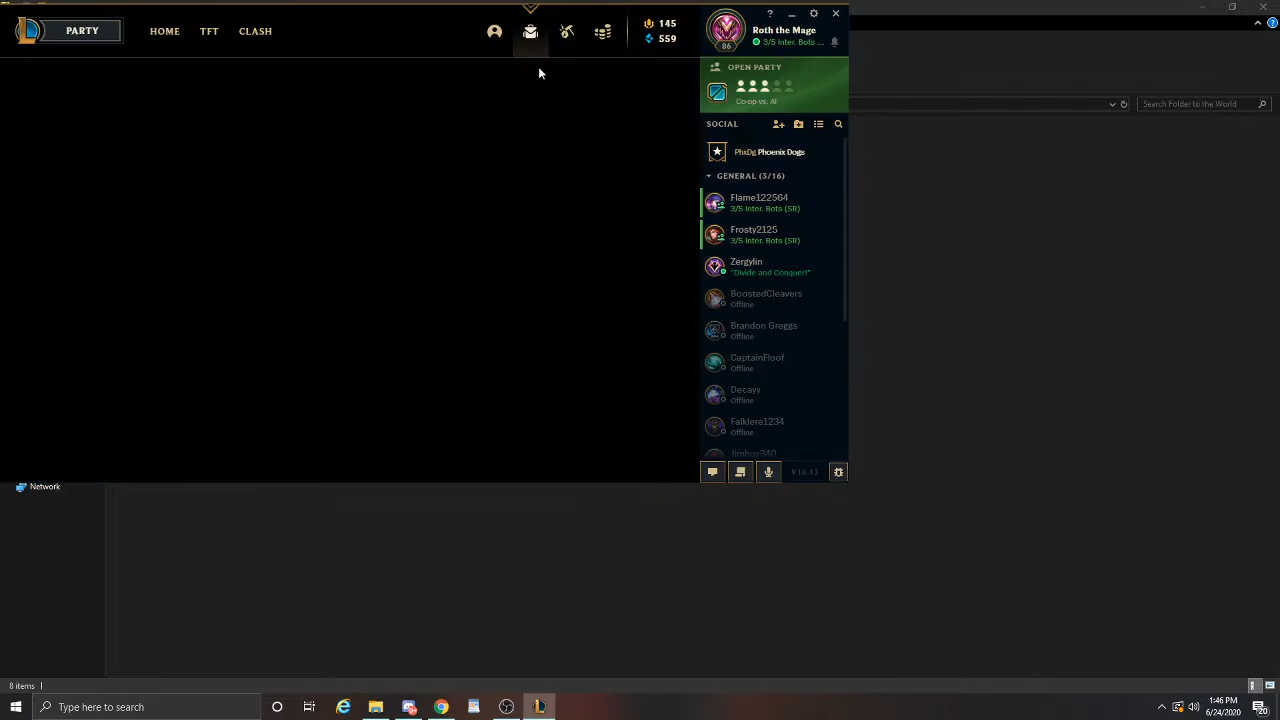 PARTY
HOME
TFT
CLASH
145
559
86
?
Roth the Mage
3/5 Inter. Bots ...
OPEN PARTY
Co-op vs. AI
SOCIAL
PhxDg Phoenix Dogs
GENERAL (3/16)
Flame122564
3/5 Inter. Bots (SR)
Frosty2125
3/5 Inter. Bots (SR)
Zergylin
"Divide and Conquer!"
BoostedCleavers
Offline
Brandon Greggs
Offline
CaptainFloof
Offline
Decayy
Offline
Falklere1234
Offline
Jimbus340
V10.13
Search Folder to the World
Network
8 items
Type here to search
1:46 PM
6/24/2020